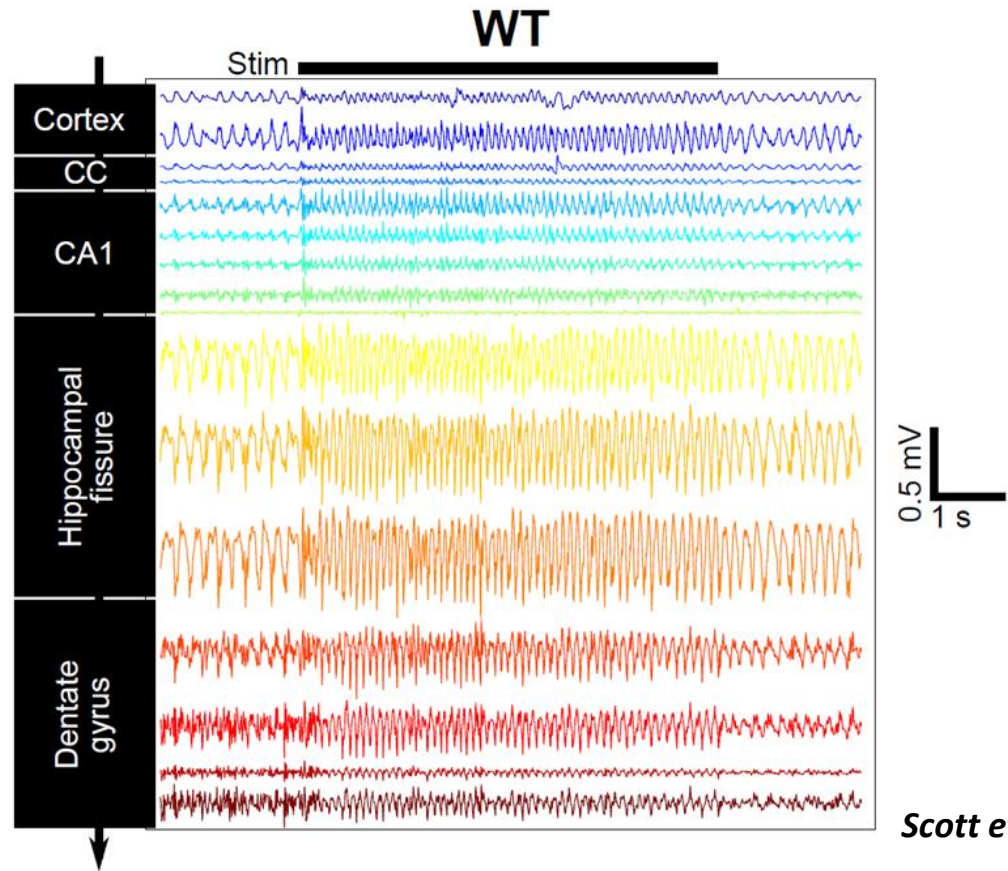 WT
Stim
Cortex
CC
CA1
Hippocampal
fissure
Dentate
gyrus
0.5 mV
1 s
Scott e